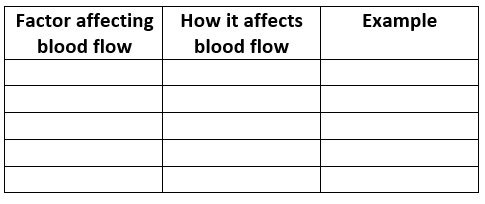 Factor affecting
blood flow
How it affects
blood flow
Example